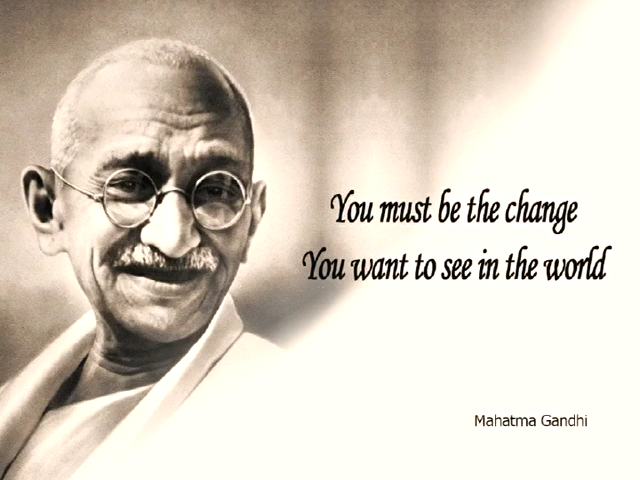 You must be the change
You want to see in the world
Mahatma Gandhi